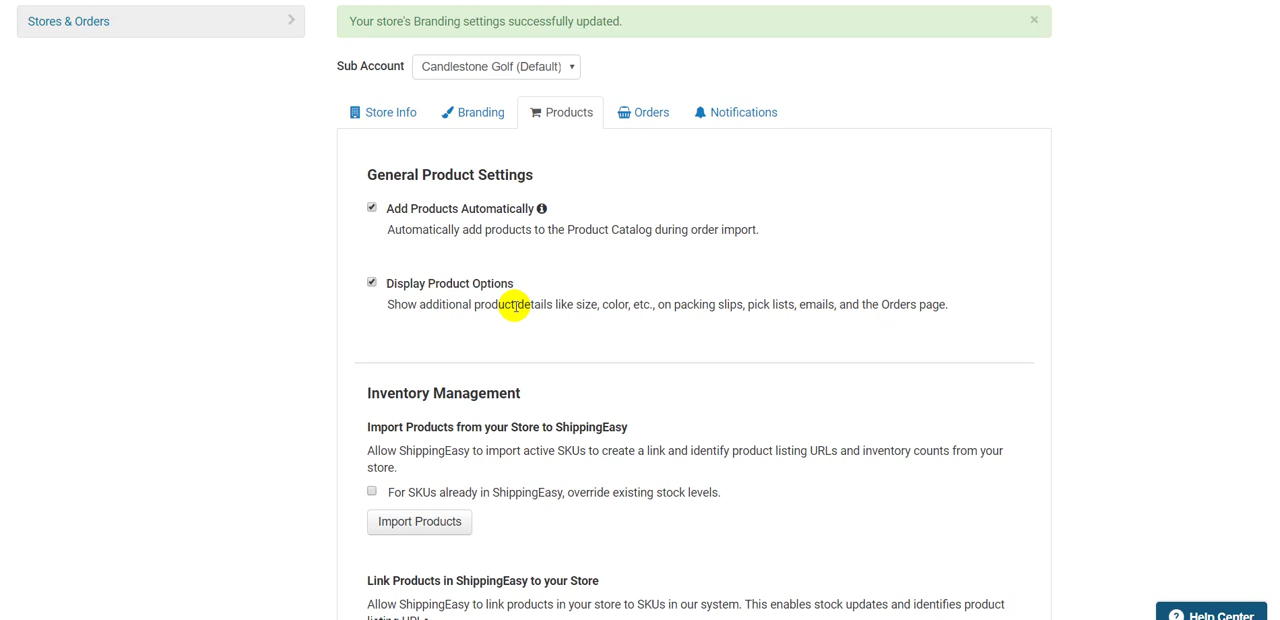 Stores & Orders
Your store's Branding settings successfully updated.
×
Sub Account
Candlestone Golf (Default)
Store Info
Branding
Products
Orders
Notifications
General Product Settings
Add Products Automatically
Automatically add products to the Product Catalog during order import.
Display Product Options
Show additional product details like size, color, etc., on packing slips, pick lists, emails, and the Orders page.
Inventory Management
Import Products from your Store to ShippingEasy
Allow ShippingEasy to import active SKUs to create a link and identify product listing URLs and inventory counts from your
store.
For SKUs already in ShippingEasy, override existing stock levels.
Import Products
Link Products in ShippingEasy to your Store
Allow ShippingEasy to link products in your store to SKUs in our system. This enables stock updates and identifies product
listing URLs
? Help Center